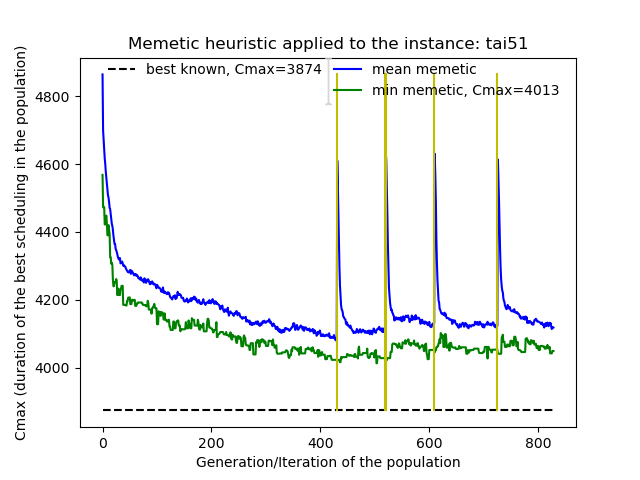 Memetic heuristic applied to the instance: tai51
best known, Cmax=3874
mean memetic
min memetic, Cmax=4013
Cmax (duration of the best scheduling in the population)
4800
4600
4400
4200
4000
0 200 400 600 800
Generation/Iteration of the population